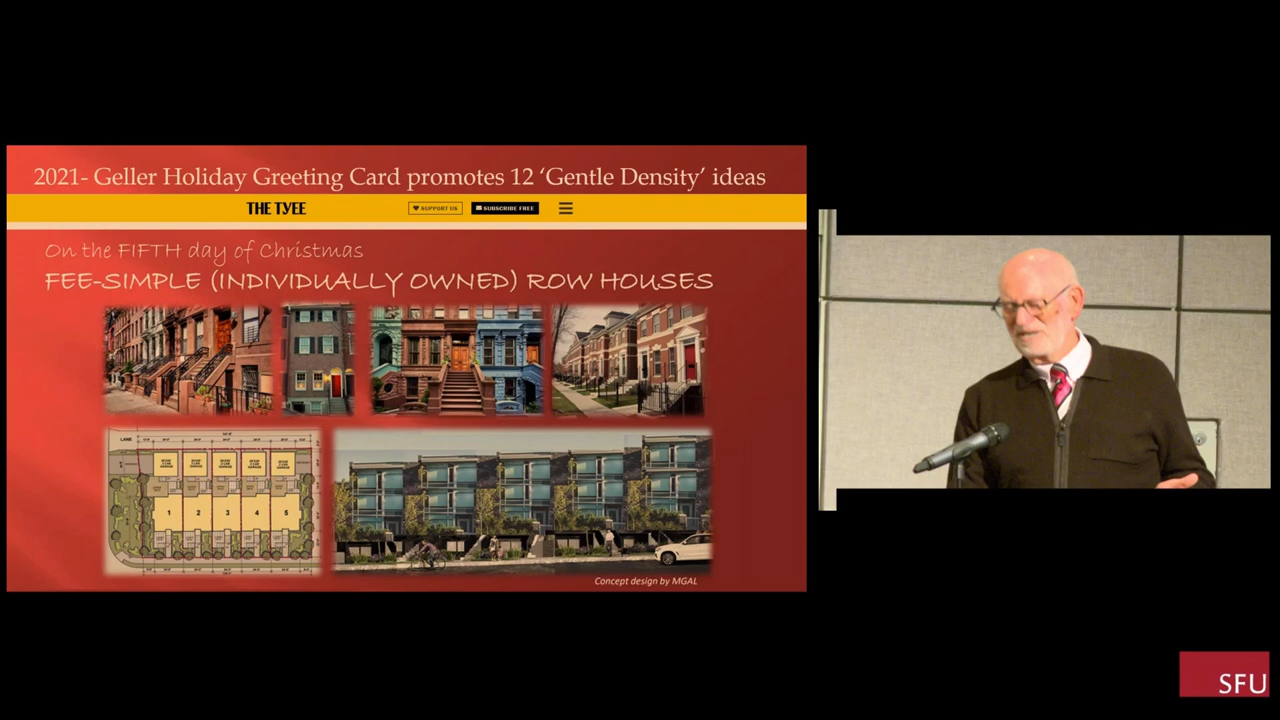 2021- Geller Holiday Greeting Card promotes 12 ‘Gentle Density’ ideas
THE TYEE
SUPPORT US
SUBSCRIBE FREE
On the FIFTH day of Christmas
FEE-SIMPLE (INDIVIDUALLY OWNED) ROW HOUSES
LANE
1 2 3 4 5
Concept design by MGAL
SFU